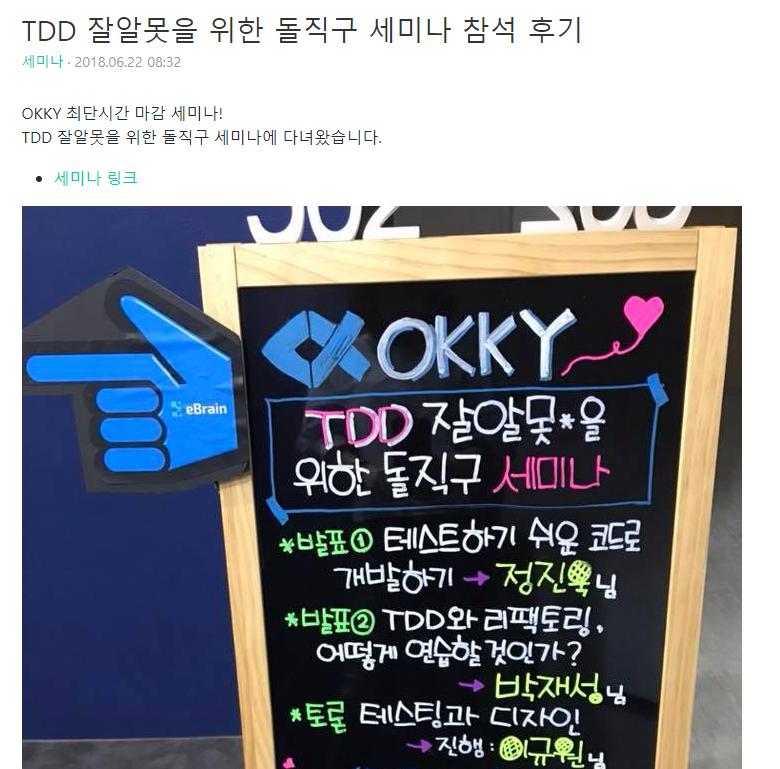 TDD 잘알못을 위한 돌직구 세미나 참석 후기
세미나 · 2018.06.22 08:32
OKKY 최단시간 마감 세미나!
TDD 잘알못을 위한 돌직구 세미나에 다녀왔습니다.
• 세미나 링크
eBrain
OKKY
TDD 잘알못*을
위한 돌직구 세미나
*발표① 테스트하기 쉬운 코드로
개발하기 → 정진욱님
*발표② TDD와 리팩토링,
어떻게 연습할 것인가?
→ 박재성님
*토론 테스팅과 디자인
→ 진행: 이규원님